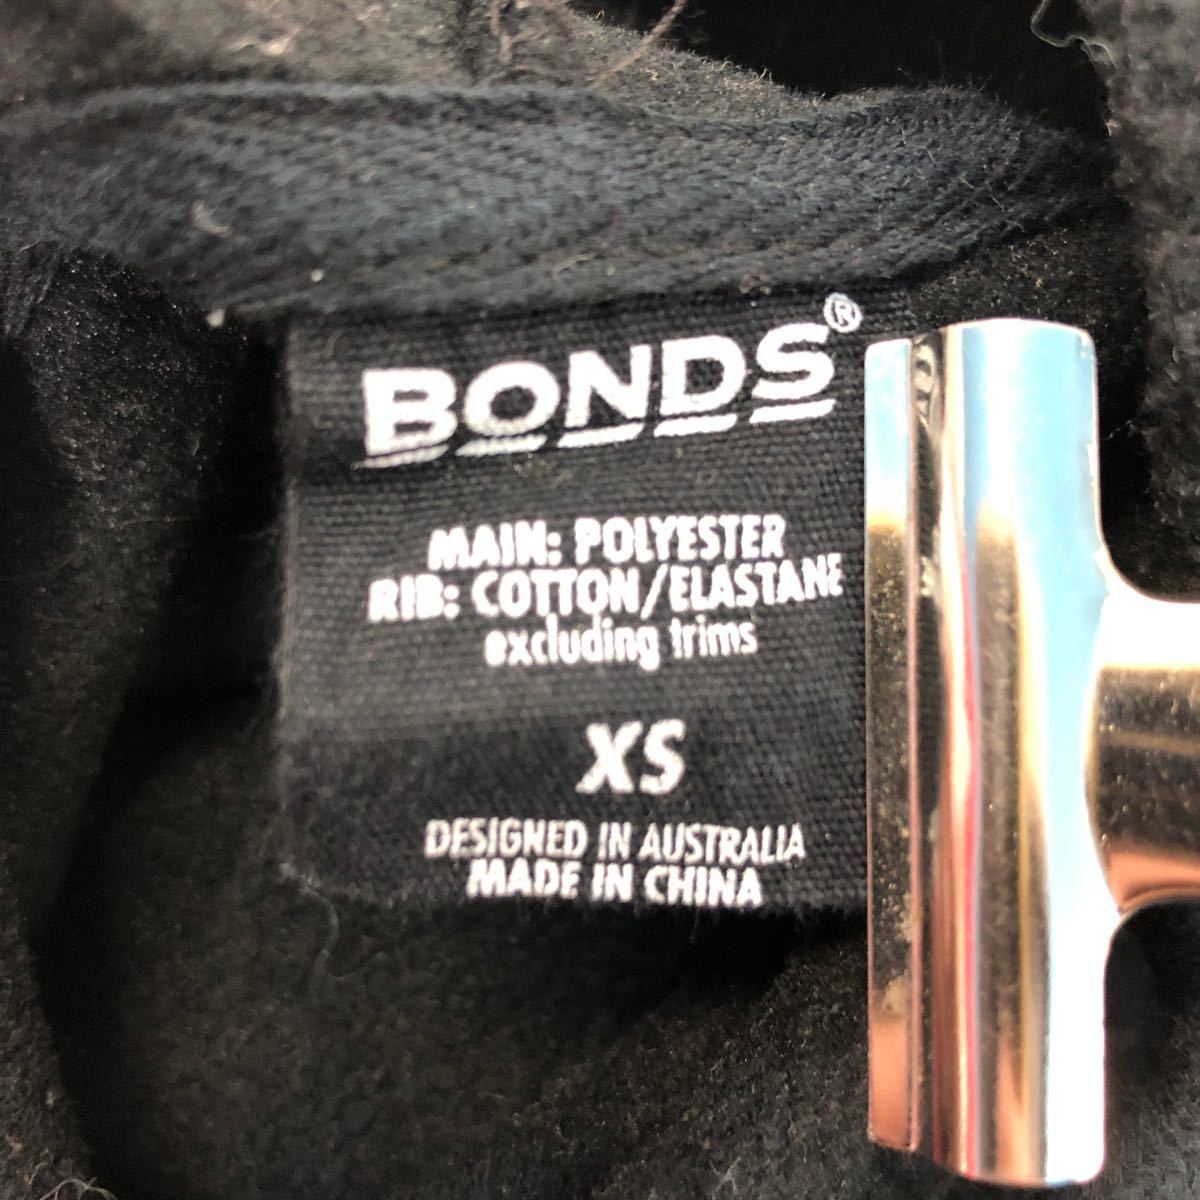 BONDS®
MAIN: POLYESTER
RIB: COTTON/ELASTANE
excluding trims
XS
DESIGNED IN AUSTRALIA
MADE IN CHINA